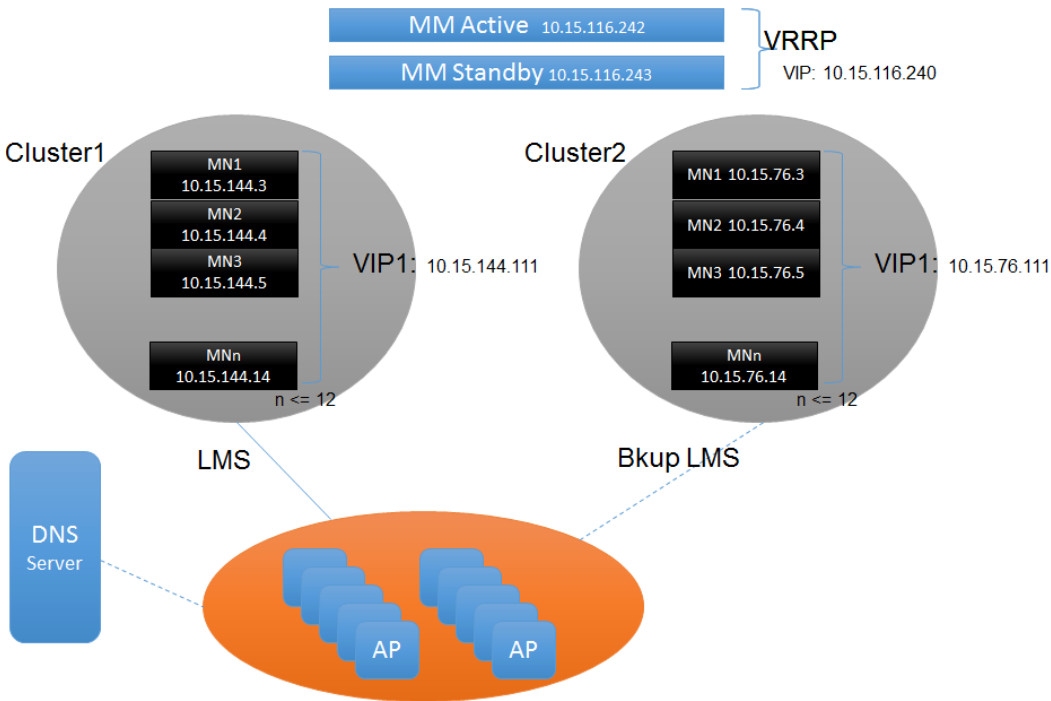 MM Active 10.15.116.242
MM Standby 10.15.116.243
VRRP
VIP: 10.15.116.240
Cluster1
MN1
10.15.144.3
MN2
10.15.144.4
MN3
10.15.144.5
MNn
10.15.144.14
n <= 12
VIP1: 10.15.144.111
Cluster2
MN1 10.15.76.3
MN2 10.15.76.4
MN3 10.15.76.5
MNn
10.15.76.14
n <= 12
VIP1: 10.15.76.111
LMS
Bkup LMS
DNS
Server
AP
AP